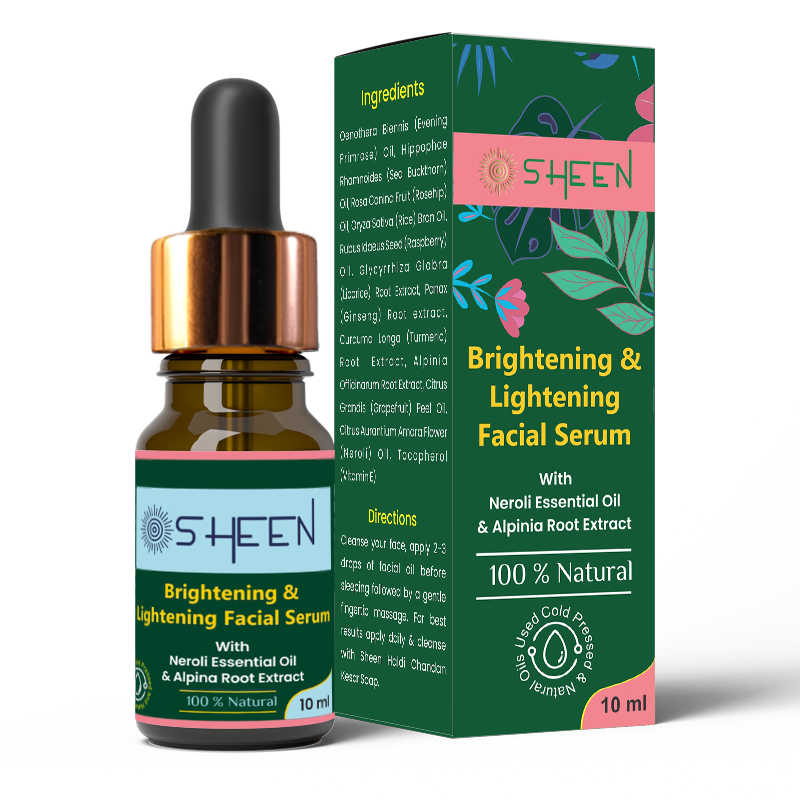 SHEEN
Brightening &
Lightening Facial Serum
With
Neroli Essential Oil
& Alpina Root Extract
100 % Natural
10 ml
Ingredients
Oenothera Biennis (Evening
Primrose) Oil, Hippophae
Rhamnoides (Sea Buckthorn)
Oil, Rosa Canina Fruit (Rosehip)
Oil, Oryza Sativa (Rice) Bran Oil,
Rubus Idaeus Seed (Raspberry)
Oil, Glycyrrhiza Glabra
(Licorice) Root Extract, Panax
(Ginseng) Root extract,
Curcuma Longa (Turmeric)
Root Extract, Alpinia
Officinarum Root Extract, Citrus
Grandis (Grapefruit) Peel Oil,
Citrus Aurantium Amara Flower
(Neroli) Oil, Tocopherol
(Vitamin E)
Directions
Cleanse your face, apply 2-3
drops of facial oil before
sleeping followed by a gentle
fingertip massage. For best
results apply daily & cleanse
with Sheen Haldi Chandan
Kesar Soap.
SHEEN
Brightening &
Lightening
Facial Serum
With
Neroli Essential Oil
& Alpinia Root Extract
100 % Natural
Used Cold Pressed & Natural Oils
10 ml